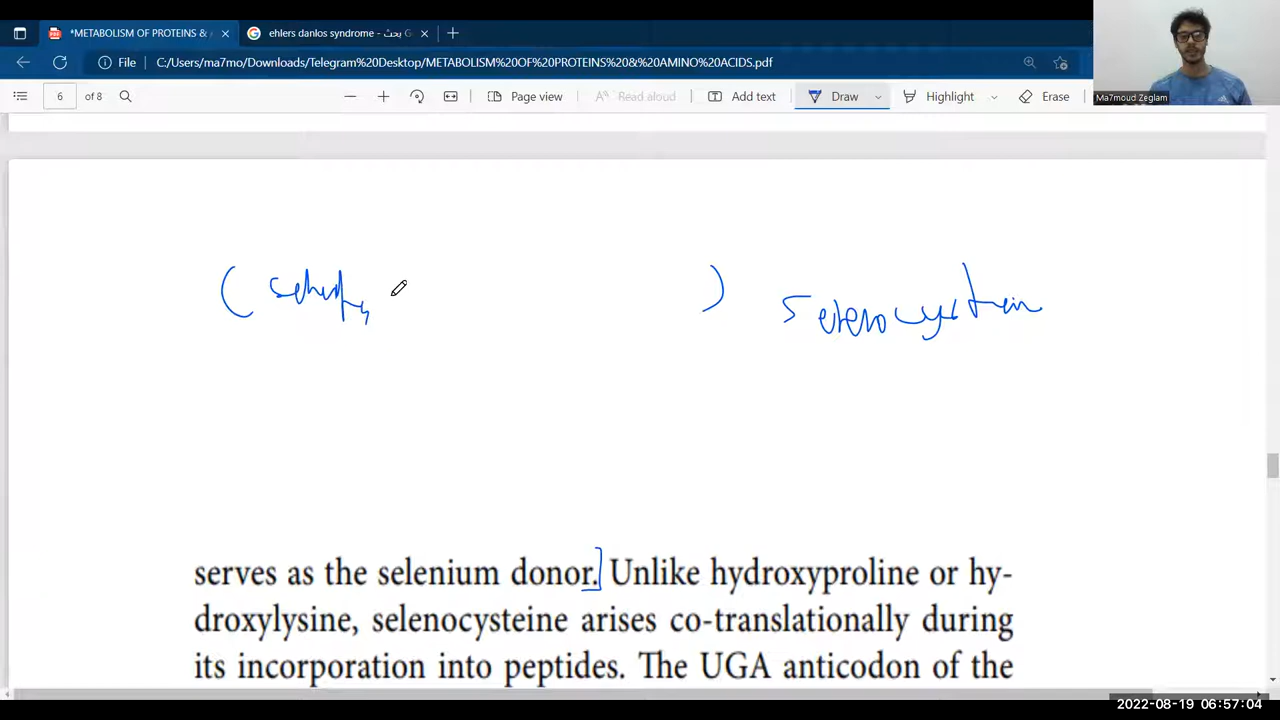 *METABOLISM OF PROTEINS &
ehlers danlos syndrome - بحث G
File C:/Users/ma7mo/Downloads/Telegram%20Desktop/METABOLISM%20OF%20PROTEINS%20&%20AMINO%20ACIDS.pdf
6 of 8 Page view Read aloud Add text Draw Highlight Erase
Ma7moud Zeglam
( ) Selenocystein
serves as the selenium donor. Unlike hydroxyproline or hy-
droxylysine, selenocysteine arises co-translationally during
its incorporation into peptides. The UGA anticodon of the
2022-08-19 06:57:04